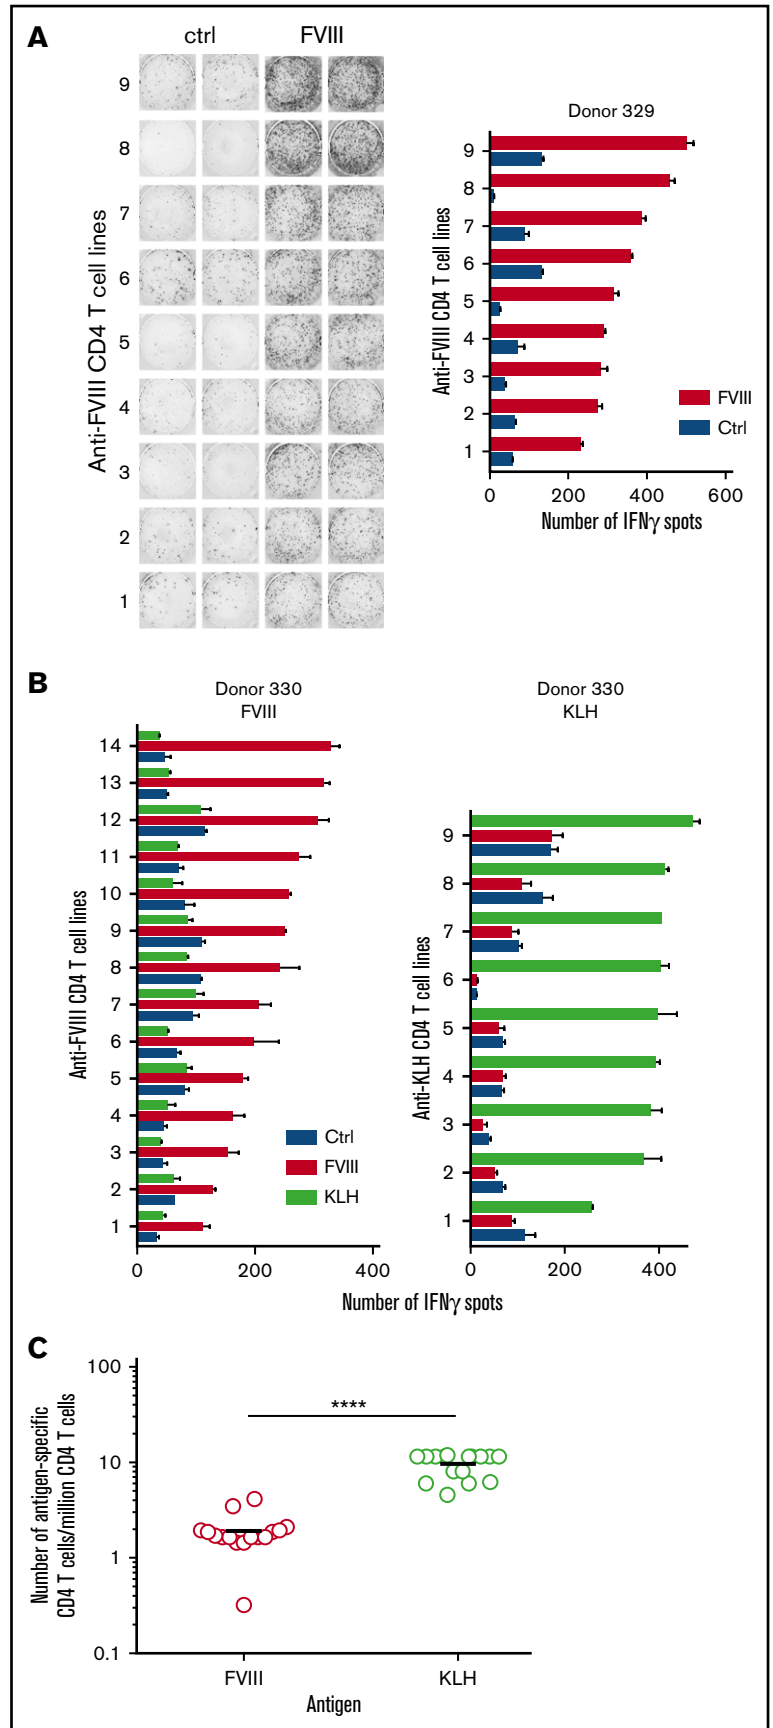 A
ctrl FVIII
Anti-FVIII CD4 T cell lines
9
8
7
6
5
4
3
2
1
Donor 329
Anti-FVIII CD4 T cell lines
9
8
7
6
5
4
3
2
1
FVIII
Ctrl
0 200 400 600
Number of IFNγ spots
B
Donor 330
FVIII
Anti-FVIII CD4 T cell lines
14
13
12
11
10
9
8
7
6
5
4
3
2
1
Ctrl
FVIII
KLH
0 200 400
Donor 330
KLH
Anti-KLH CD4 T cell lines
9
8
7
6
5
4
3
2
1
0 200 400
Number of IFNγ spots
C
Number of antigen-specific
CD4 T cells/million CD4 T cells
100
10
1
0.1
****
FVIII KLH
Antigen